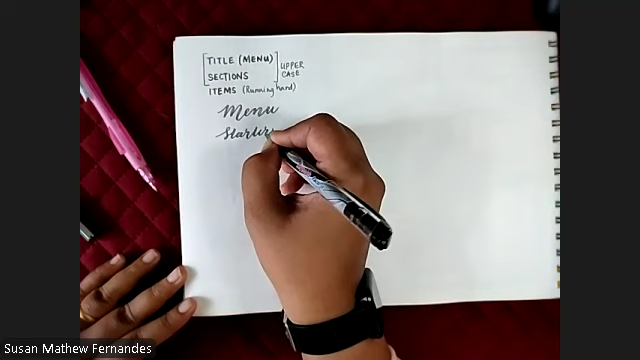 TITLE (MENU)
SECTIONS
UPPER
CASE
ITEMS (Running hand)
Menu
Susan Mathew Fernandes